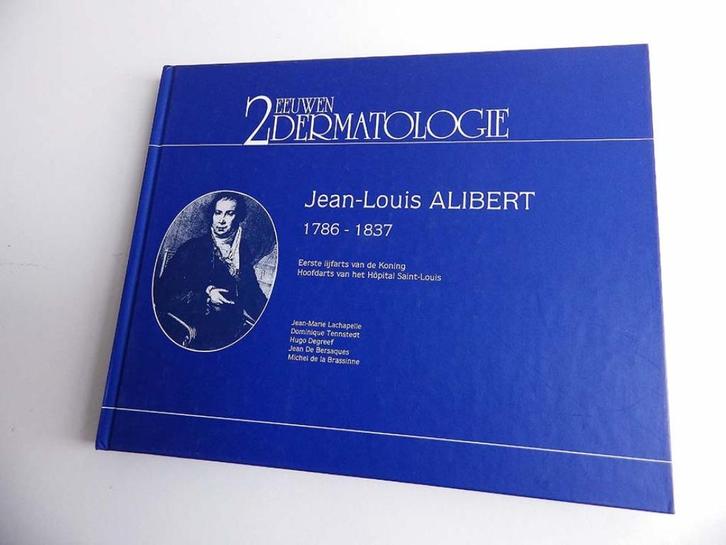 2 EEUWEN
DERMATOLOGIE
Jean-Louis ALIBERT
1786 - 1837
Eerste lijfarts van de Koning
Hoofdarts van het Hôpital Saint-Louis
Jean-Marie Lachapelle
Dominique Tennstedt
Hugo Degreef
Jean De Bersaques
Michel de la Brassinne